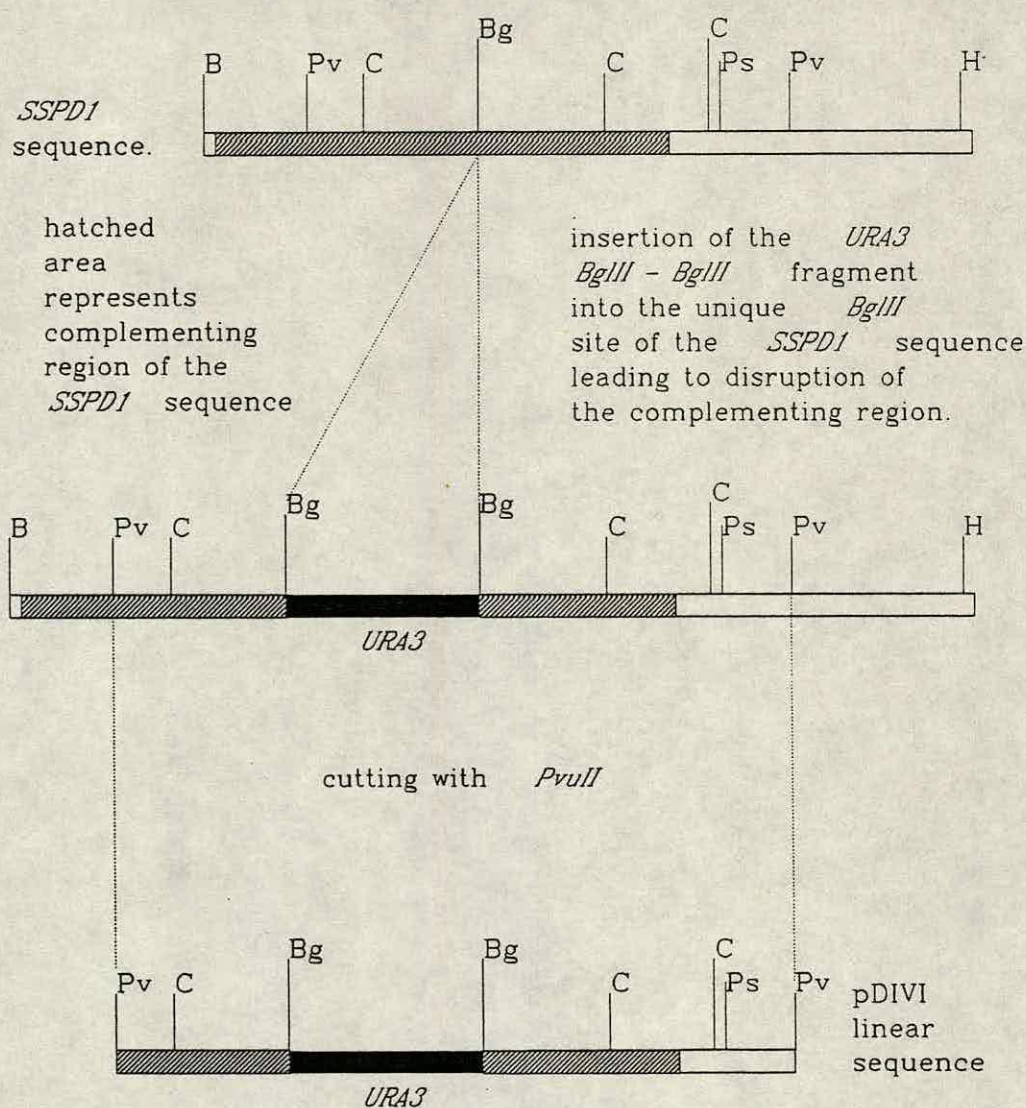 B Pv C Bg C C Ps Pv H
SSPD1
sequence.
hatched
area
represents
complementing
region of the
SSPD1 sequence
insertion of the URA3
BglII - BglII fragment
into the unique BglII
site of the SSPD1 sequence
leading to disruption of
the complementing region.
B Pv C Bg Bg C C Ps Pv H
URA3
cutting with PvuII
Pv C Bg Bg C C Ps Pv
pDIVI
linear
sequence
URA3